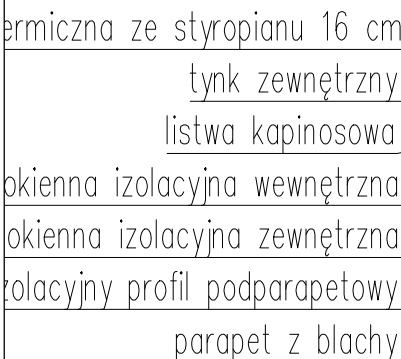 ermiczna ze styropianu 16 cm
tynk zewnętrzny
listwa kapinosowa
okienna izolacyjna wewnętrzna
okienna izolacyjna zewnętrzna
zolacyjny profil podparapetowy
parapet z blachy